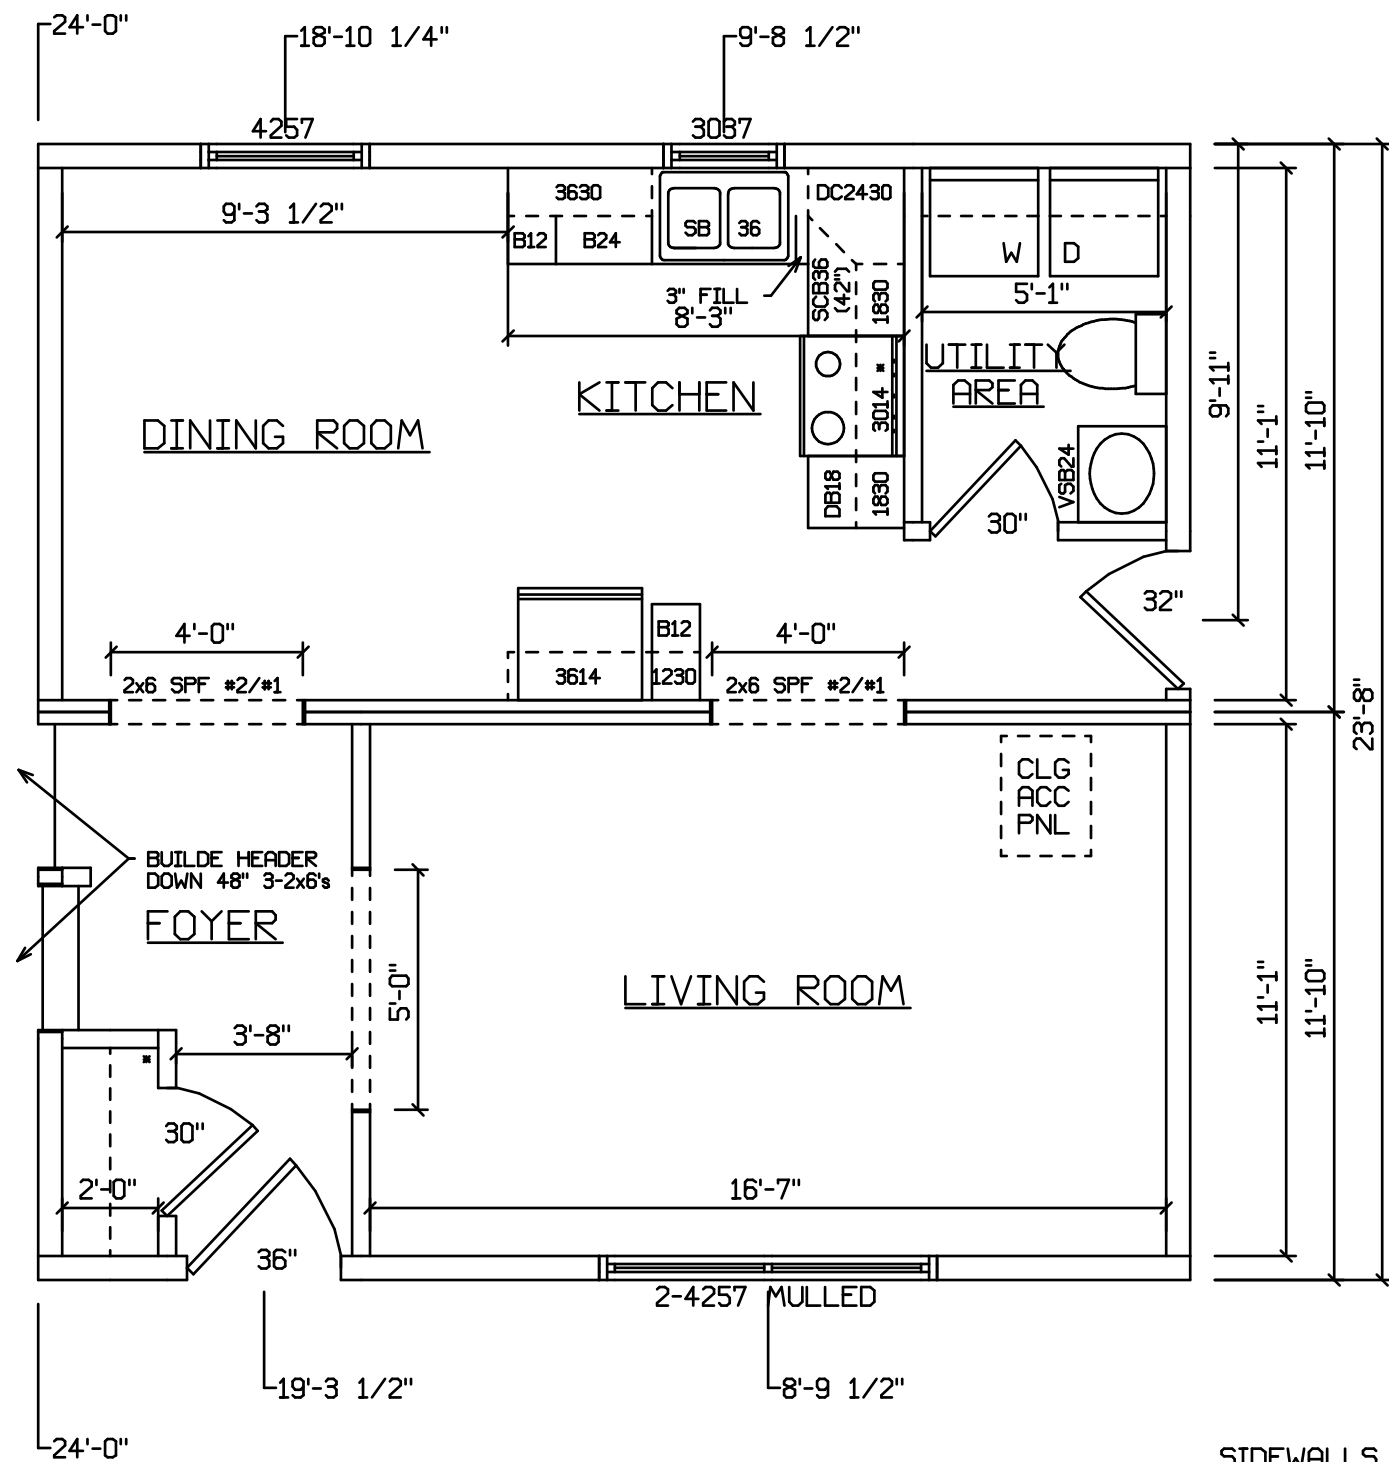 24'-0"
18'-10 1/4"
9'-8 1/2"
4257
3037
3630
DC2430
9'-3 1/2"
B12
B24
SB
36
W
D
3" FILL
SCB36
(42")
1830
5'-1"
8'-3"
UTILITY
AREA
KITCHEN
DINING ROOM
* 3014
9'-11"
11'-1"
11'-10"
VSB24
DB18
1830
30"
32"
4'-0"
B12
4'-0"
2x6 SPF #2/#1
3614
1230
2x6 SPF #2/#1
23'-8"
CLG
ACC
PNL
BUILDE HEADER
DOWN 48" 3-2x6's
FOYER
5'-0"
LIVING ROOM
11'-1"
11'-10"
3'-8"
*
30"
2'-0"
16'-7"
36"
2-4257 MULLED
19'-3 1/2"
8'-9 1/2"
24'-0"
SIDEWALLS